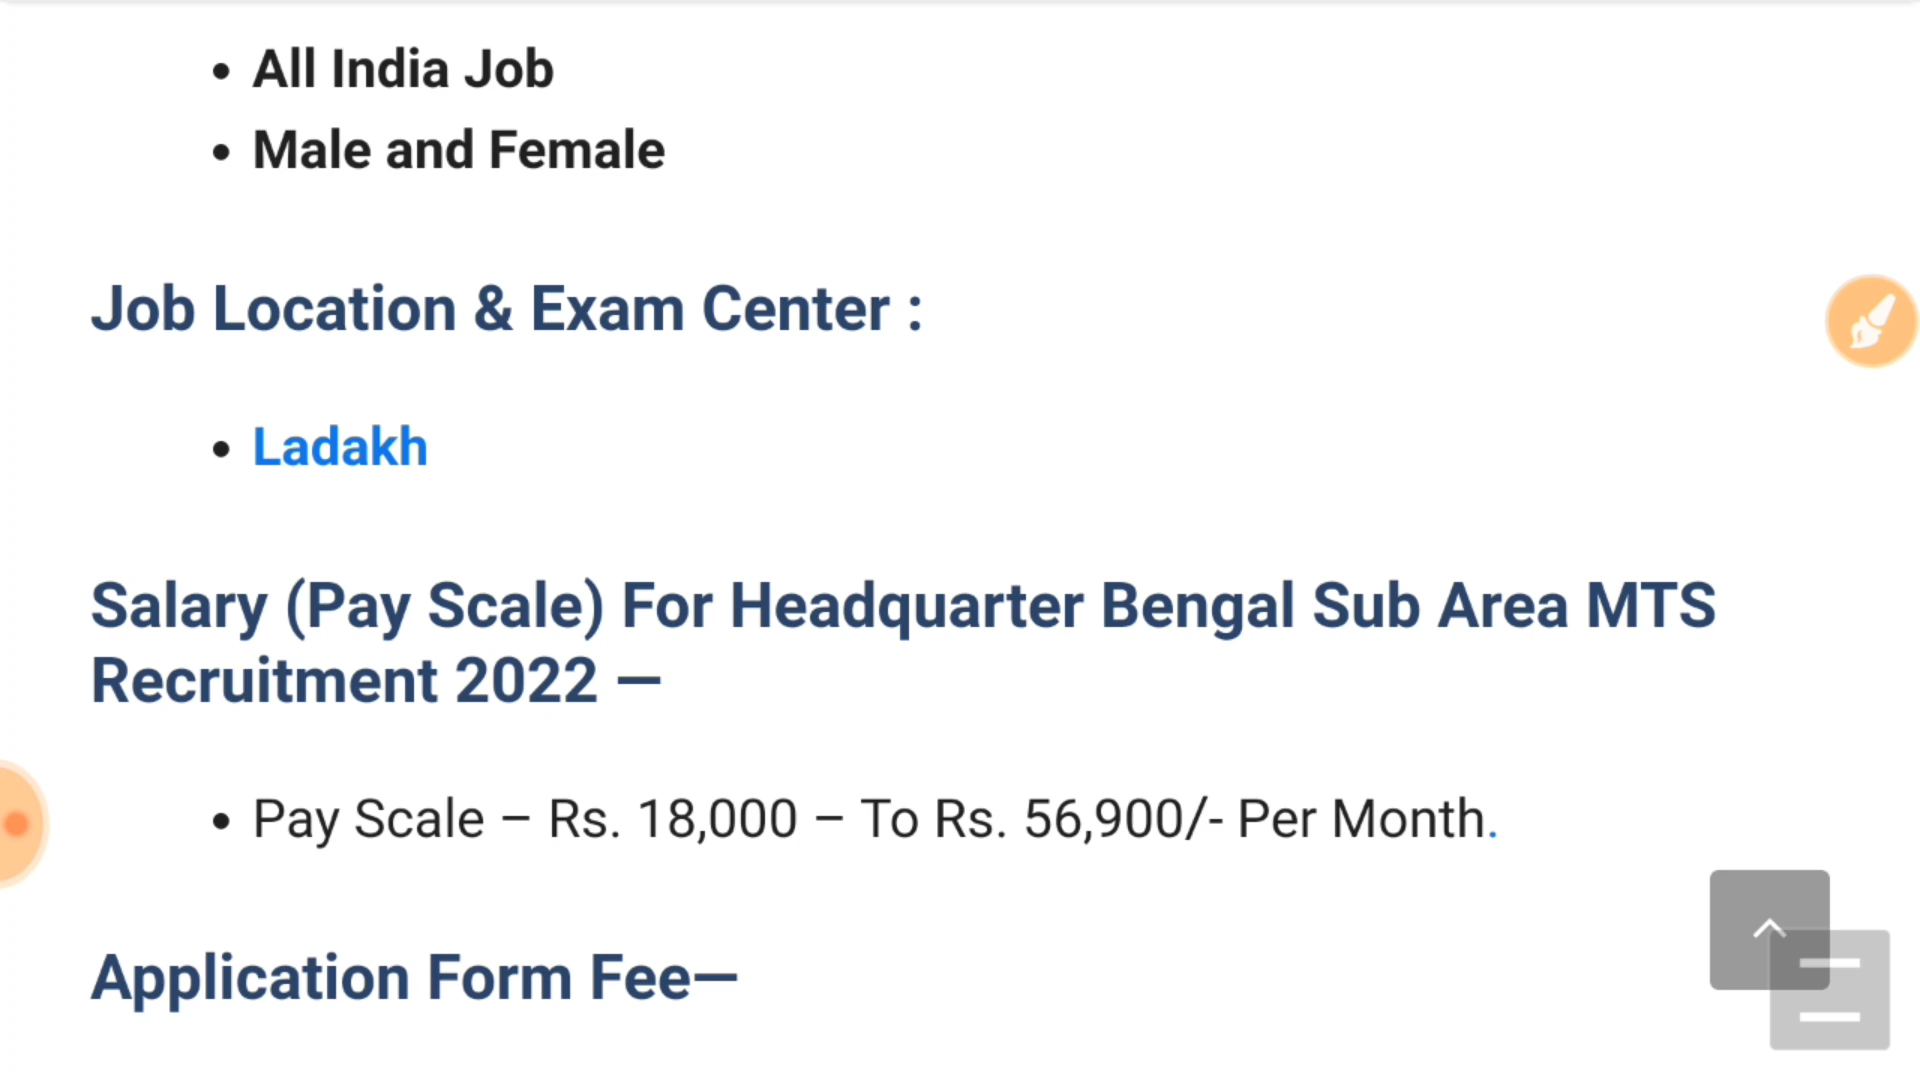 All India Job
Male and Female
Job Location & Exam Center :
Ladakh
Salary (Pay Scale) For Headquarter Bengal Sub Area MTS
Recruitment 2022 —
Pay Scale – Rs. 18,000 – To Rs. 56,900/- Per Month.
Application Form Fee—